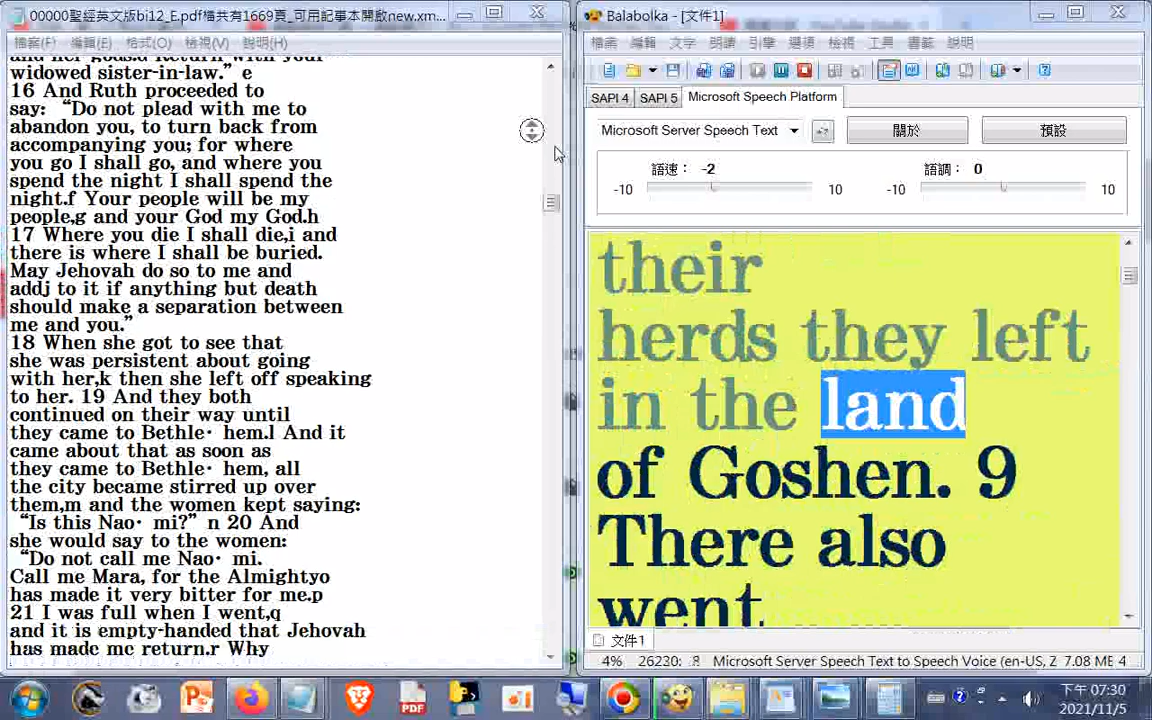 00000聖經英文版bi12_E.pdf檔共有1669頁_可用記事本開啟new.xm...
檔案(F) 編輯(E) 格式(O) 檢視(V) 說明(H)
and her gods.d Return with your
widowed sister-in-law.” e
16 And Ruth proceeded to
say: “Do not plead with me to
abandon you, to turn back from
accompanying you; for where
you go I shall go, and where you
spend the night I shall spend the
night.f Your people will be my
people,g and your God my God.h
17 Where you die I shall die,i and
there is where I shall be buried.
May Jehovah do so to me and
addj to it if anything but death
should make a separation between
me and you.”
18 When she got to see that
she was persistent about going
with her,k then she left off speaking
to her. 19 And they both
continued on their way until
they came to Bethle· hem.l And it
came about that as soon as
they came to Bethle· hem, all
the city became stirred up over
them,m and the women kept saying:
“Is this Nao· mi?” n 20 And
she would say to the women:
“Do not call me Nao· mi.
Call me Mara, for the Almightyo
has made it very bitter for me.p
21 I was full when I went,q
and it is empty-handed that Jehovah
has made me return.r Why
Balabolka - [文件1]
檔案 編輯 文字 朗讀 引擎 選項 檢視 工具 書籤 說明
SAPI 4 SAPI 5 Microsoft Speech Platform
Microsoft Server Speech Text 關於 預設
語速： -2 語調： 0
-10 10 -10 10
their
herds they left
in the land
of Goshen. 9
There also
went
文件1
4% 26230: Microsoft Server Speech Text to Speech Voice (en-US, Z 7.08 MB 4
PDF
下午 07:30
2021/11/5